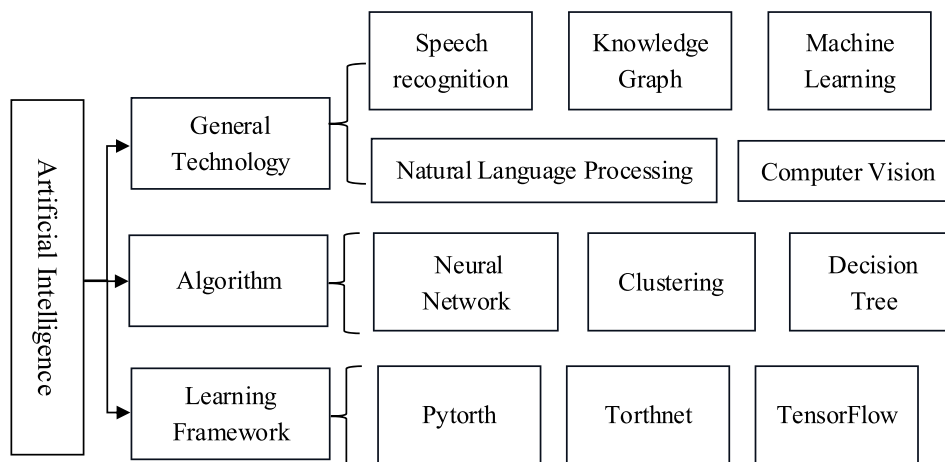 Artificial Intelligence
General
Technology
Speech
recognition
Knowledge
Graph
Machine
Learning
Natural Language Processing
Computer Vision
Algorithm
Neural
Network
Clustering
Decision
Tree
Learning
Framework
Pytorth
Torthnet
TensorFlow